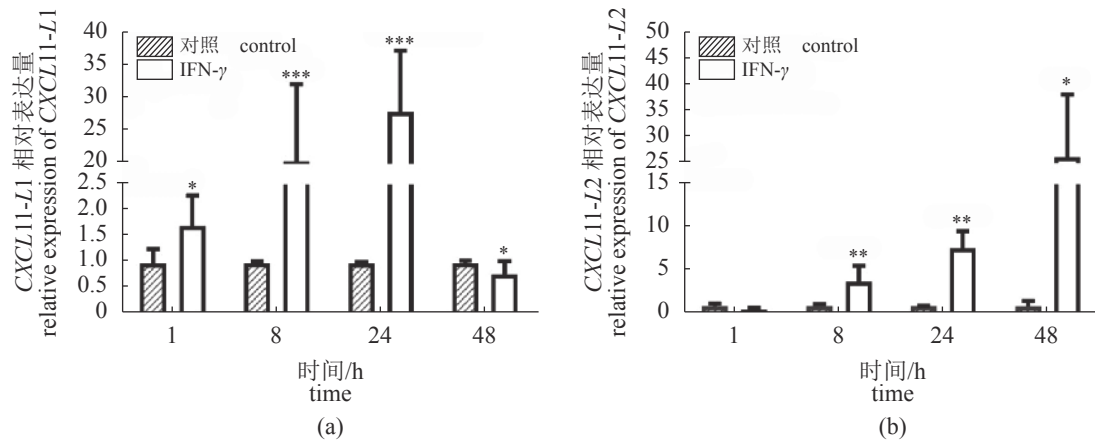 CXCL11-L1 相对表达量
relative expression of CXCL11-L1
40
35
30
25
20
2.5
2.0
1.5
1.0
0.5
0
对照 control
IFN-γ
*
***
***
*
1 8 24 48
时间/h
time
(a)
CXCL11-L2 相对表达量
relative expression of CXCL11-L2
50
45
40
35
30
25
15
10
5
0
对照 control
IFN-γ
**
**
*
1 8 24 48
时间/h
time
(b)